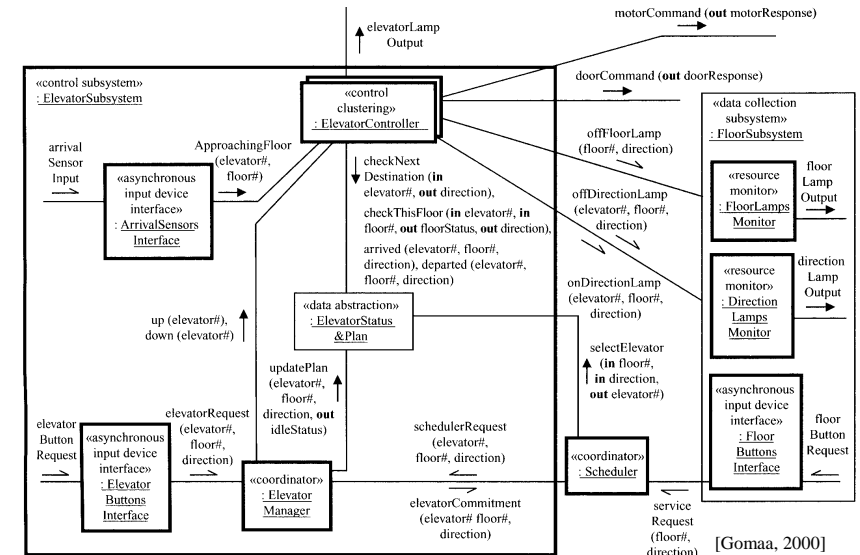 motorCommand (out motorResponse)
elevatorLamp
Output
«control subsystem»
: ElevatorSubsystem
«control
clustering»
: ElevatorController
doorCommand (out doorResponse)
«data collection
subsystem»
: FloorSubsystem
arrival
Sensor
Input
ApproachingFloor
(elevator#,
floor#)
«asynchronous
input device
interface»
: ArrivalSensors
Interface
checkNext
Destination (in
elevator#, out direction),
checkThisFloor (in elevator#, in
floor#, out floorStatus, out direction),
arrived (elevator#, floor#,
direction), departed (elevator#,
floor#, direction)
offFloorLamp
(floor#, direction)
offDirectionLamp
(elevator#, floor#,
direction)
onDirectionLamp
(elevator#, floor#,
direction)
«resource
monitor»
: FloorLamps
Monitor
floor
Lamp
Output
«resource
monitor»
: Direction
Lamps
Monitor
direction
Lamp
Output
up (elevator#),
down (elevator#)
«data abstraction»
: ElevatorStatus
&Plan
updatePlan
(elevator#,
floor#,
direction, out
idleStatus)
selectElevator
(in floor#,
in direction,
out elevator#)
elevator
Button
Request
«asynchronous
input device
interface»
: Elevator
Buttons
Interface
elevatorRequest
(elevator#,
floor#,
direction)
«coordinator»
: Elevator
Manager
schedulerRequest
(elevator#,
floor#, direction)
elevatorCommitment
(elevator# floor#,
direction)
«coordinator»
: Scheduler
service
Request
(floor#,
direction)
«asynchronous
input device
interface»
: Floor
Buttons
Interface
floor
Button
Request
[Gomaa, 2000]